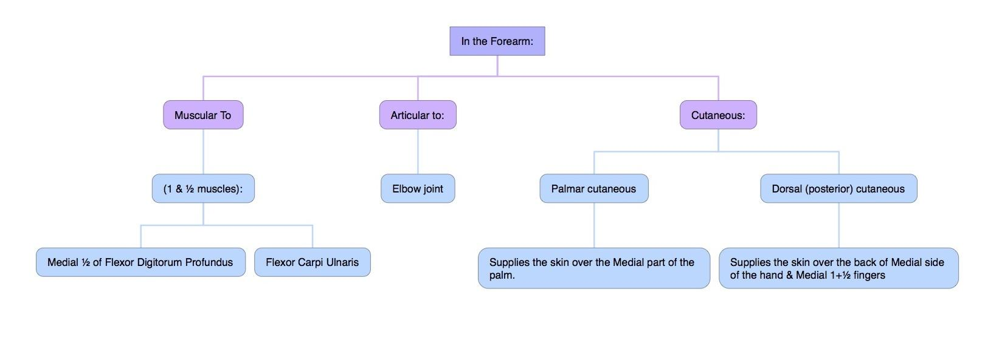 In the Forearm:
Muscular To
Articular to:
Cutaneous:
(1 & ½ muscles):
Elbow joint
Palmar cutaneous
Dorsal (posterior) cutaneous
Medial ½ of Flexor Digitorum Profundus
Flexor Carpi Ulnaris
Supplies the skin over the Medial part of the
palm.
Supplies the skin over the back of Medial side
of the hand & Medial 1+½ fingers